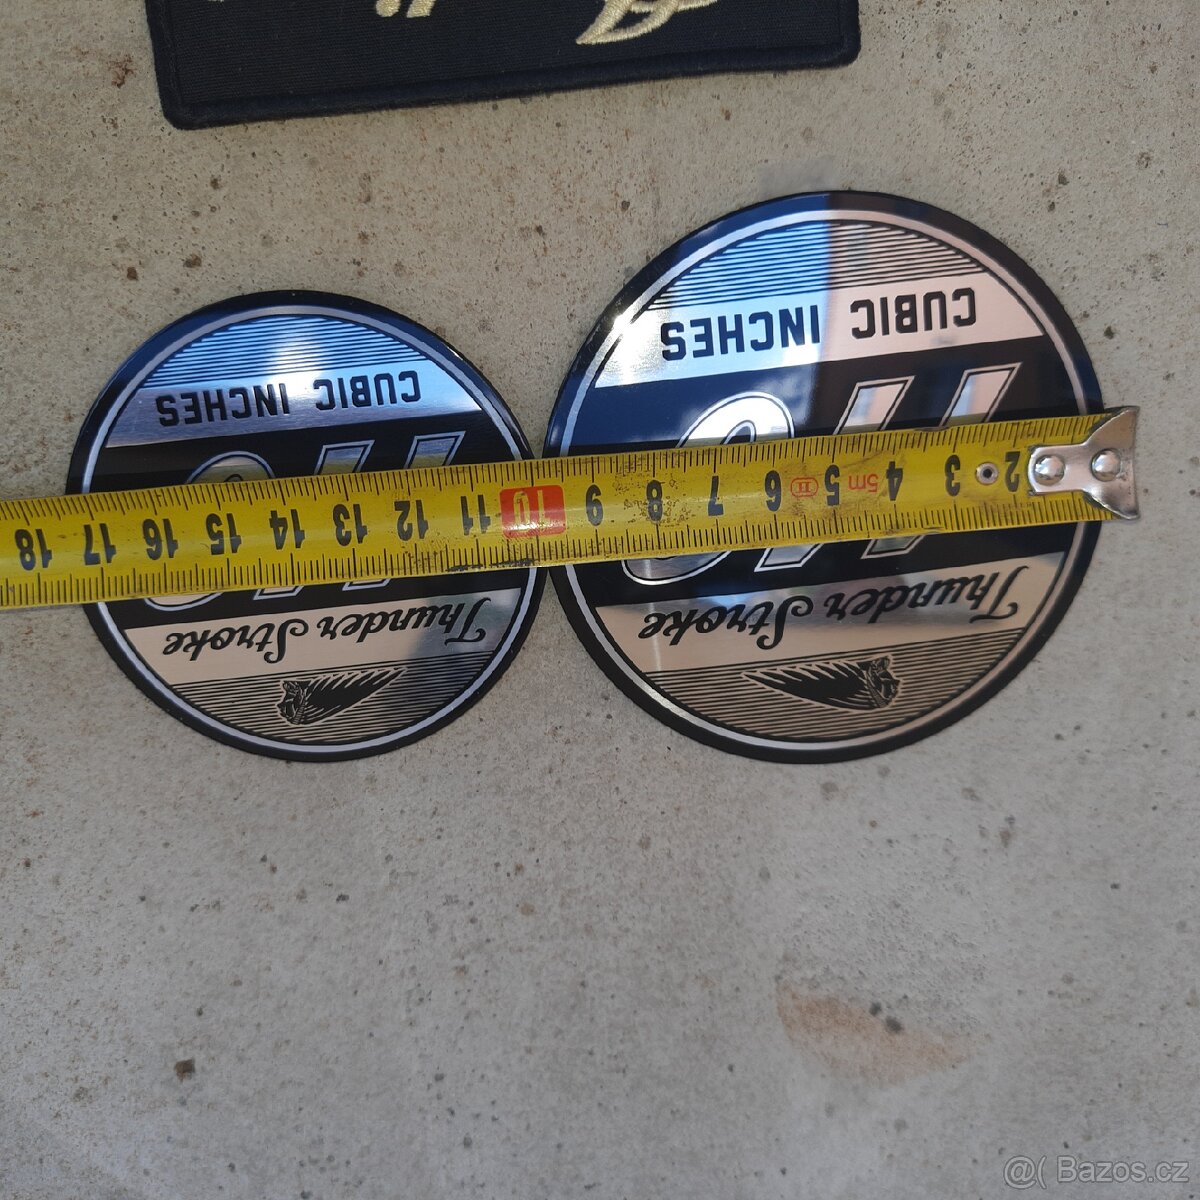 CUBIC INCHES
Thunder Stroke
CUBIC INCHES
Thunder Stroke
2 3 4 5m 5 II 6 7 8 9 10 11 12 13 14 15 16 17 18
@( Bazos.cz